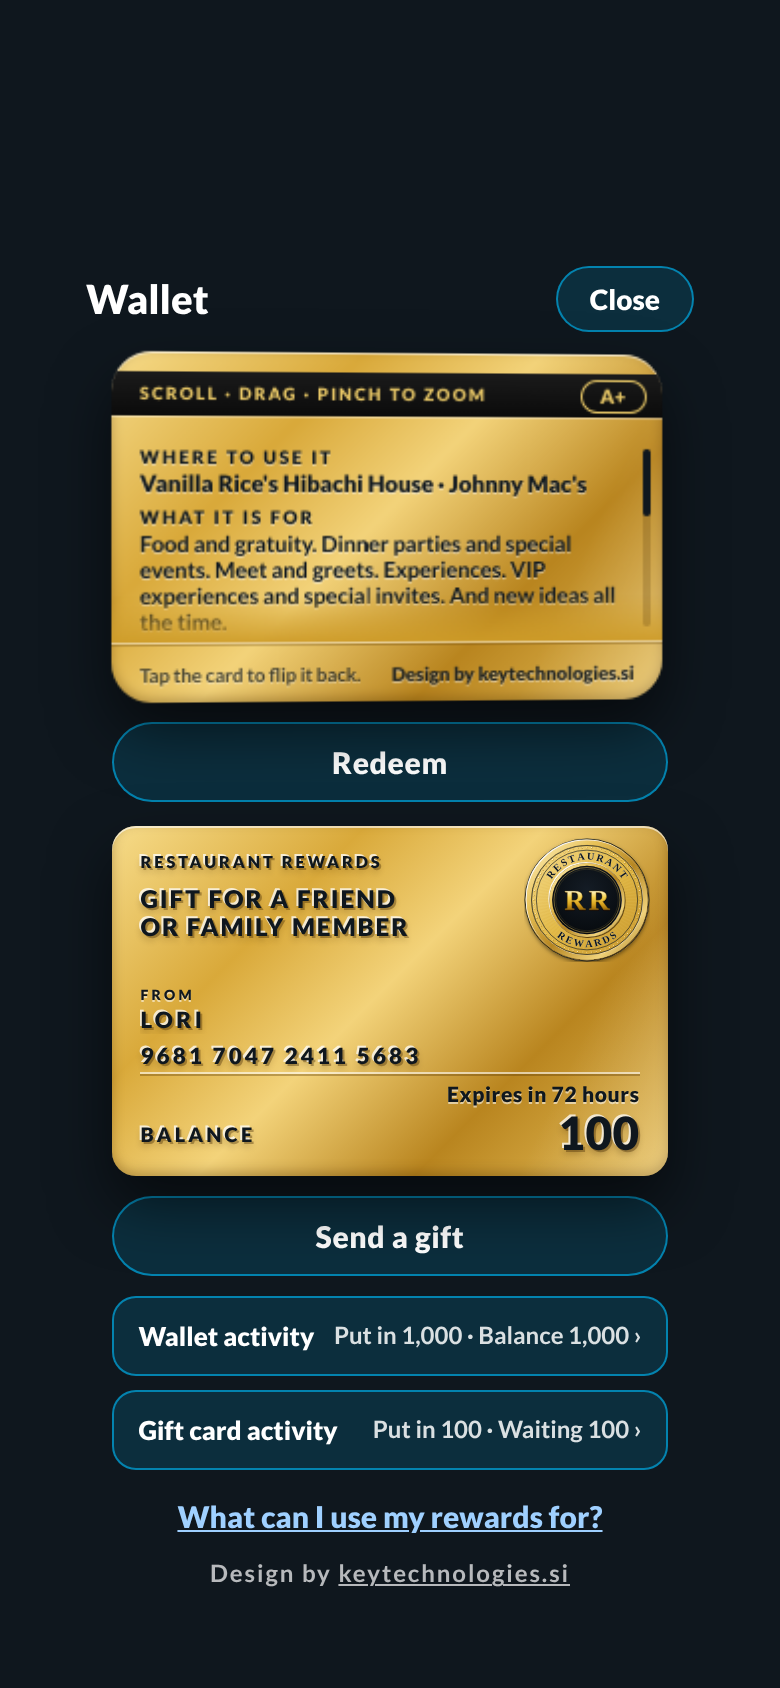 Wallet
Close
SCROLL · DRAG · PINCH TO ZOOM
A+
WHERE TO USE IT
Vanilla Rice's Hibachi House · Johnny Mac's
WHAT IT IS FOR
Food and gratuity. Dinner parties and special
events. Meet and greets. Experiences. VIP
experiences and special invites. And new ideas all
the time.
Tap the card to flip it back.
Design by keytechnologies.si
Redeem
RESTAURANT REWARDS
GIFT FOR A FRIEND
OR FAMILY MEMBER
RESTAURANT
RR
REWARDS
FROM
LORI
9681 7047 2411 5683
Expires in 72 hours
BALANCE
100
Send a gift
Wallet activity
Put in 1,000 · Balance 1,000 ›
Gift card activity
Put in 100 · Waiting 100 ›
What can I use my rewards for?
Design by keytechnologies.si